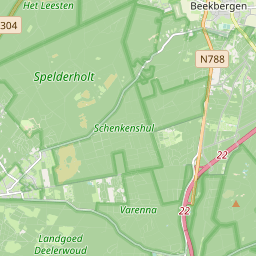 Het Leesten
Beekbergen
304
N788
Spelderholt
Schenkenshul
22
Varenna
22
Landgoed
Deelerwoud